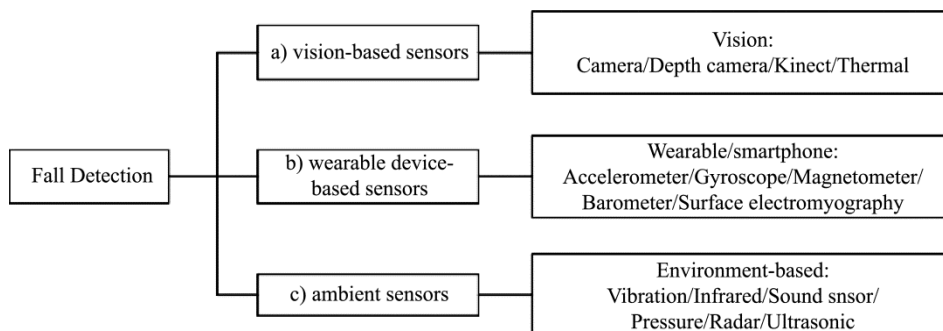 Fall Detection
a) vision-based sensors
Vision:
Camera/Depth camera/Kinect/Thermal
b) wearable device-
based sensors
Wearable/smartphone:
Accelerometer/Gyroscope/Magnetometer/
Barometer/Surface electromyography
c) ambient sensors
Environment-based:
Vibration/Infrared/Sound snsor/
Pressure/Radar/Ultrasonic